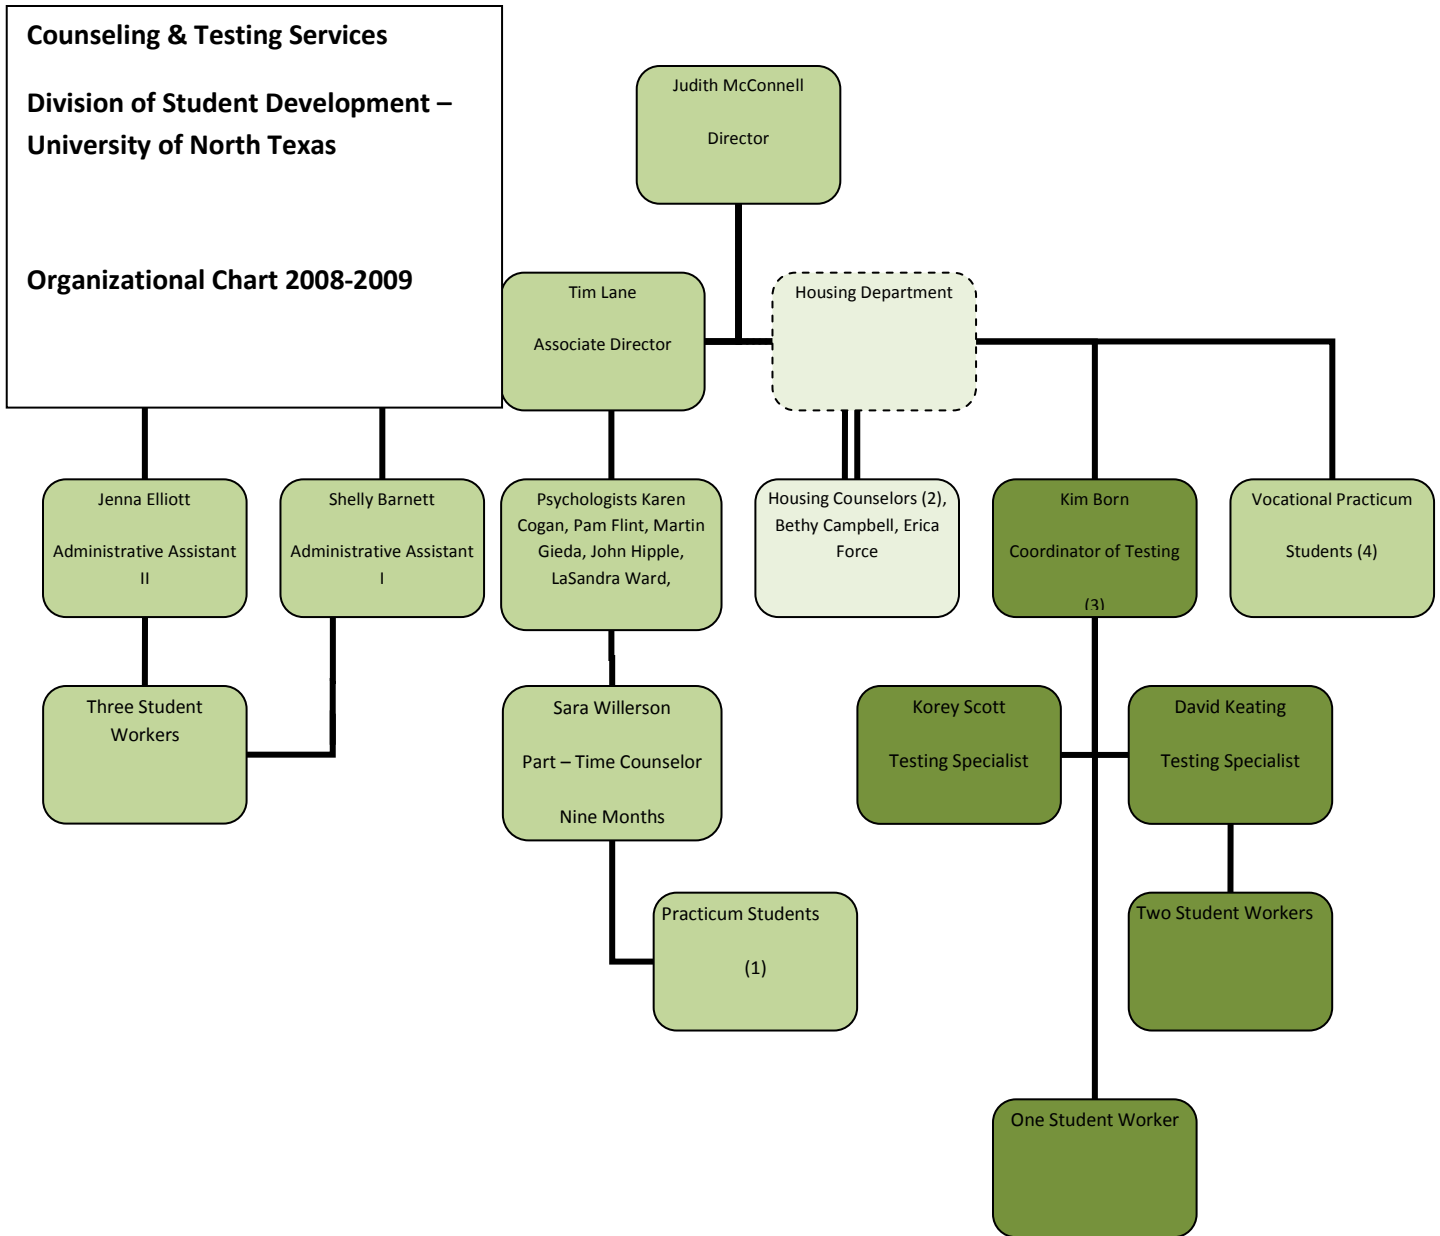 Counseling & Testing Services
Division of Student Development –
University of North Texas
Organizational Chart 2008-2009
Judith McConnell
Director
Tim Lane
Associate Director
Housing Department
Jenna Elliott
Administrative Assistant
II
Shelly Barnett
Administrative Assistant
I
Psychologists Karen
Cogan, Pam Flint, Martin
Gieda, John Hipple,
LaSandra Ward,
Housing Counselors (2),
Bethy Campbell, Erica
Force
Kim Born
Coordinator of Testing
(3)
Vocational Practicum
Students (4)
Three Student
Workers
Sara Willerson
Part – Time Counselor
Nine Months
Korey Scott
Testing Specialist
David Keating
Testing Specialist
Practicum Students
(1)
Two Student Workers
One Student Worker